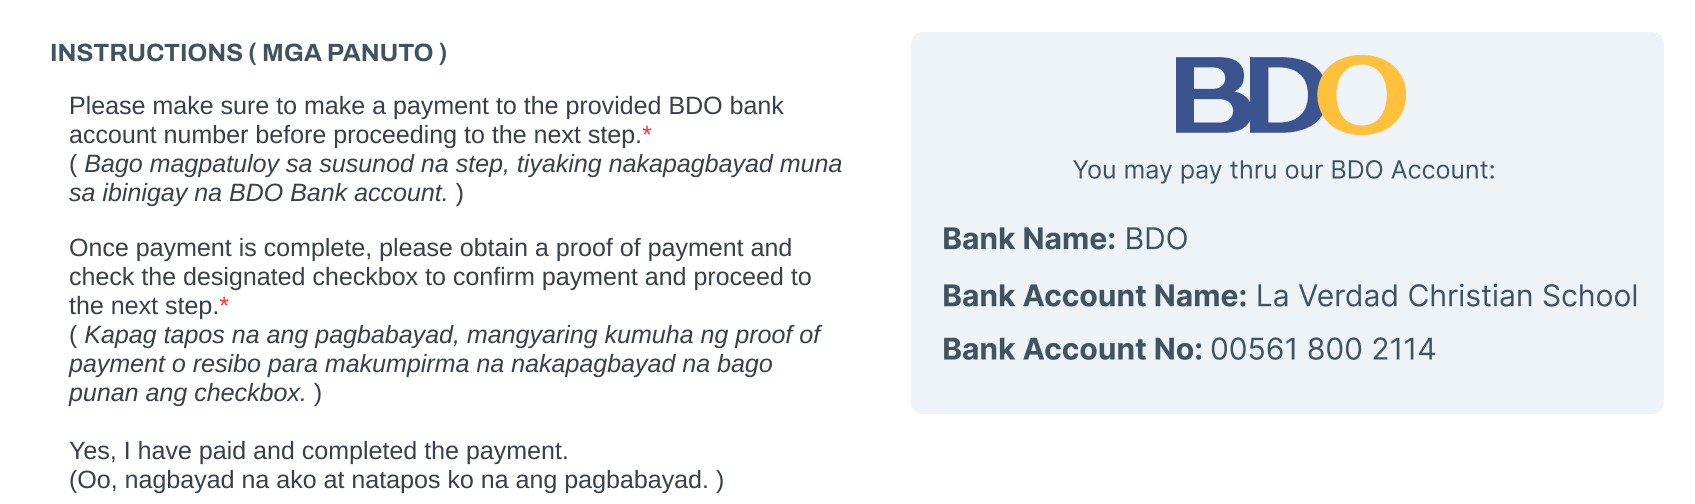 INSTRUCTIONS ( MGA PANUTO )
Please make sure to make a payment to the provided BDO bank
account number before proceeding to the next step.*
( Bago magpatuloy sa susunod na step, tiyaking nakapagbayad muna
sa ibinigay na BDO Bank account. )
Once payment is complete, please obtain a proof of payment and
check the designated checkbox to confirm payment and proceed to
the next step.*
( Kapag tapos na ang pagbabayad, mangyaring kumuha ng proof of
payment o resibo para makumpirma na nakapagbayad na bago
punan ang checkbox. )
Yes, I have paid and completed the payment.
(Oo, nagbayad na ako at natapos ko na ang pagbabayad. )
BDO
You may pay thru our BDO Account:
Bank Name: BDO
Bank Account Name: La Verdad Christian School
Bank Account No: 00561 800 2114